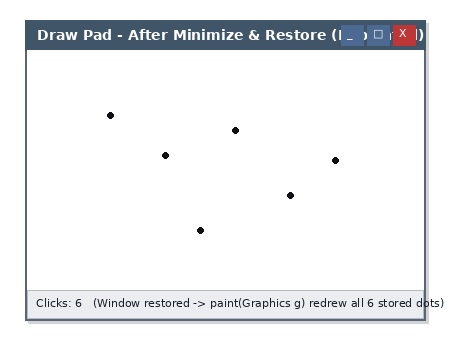 Draw Pad - After Minimize & Restore (
_ □ X
Clicks: 6 (Window restored -> paint(Graphics g) redrew all 6 stored dots)